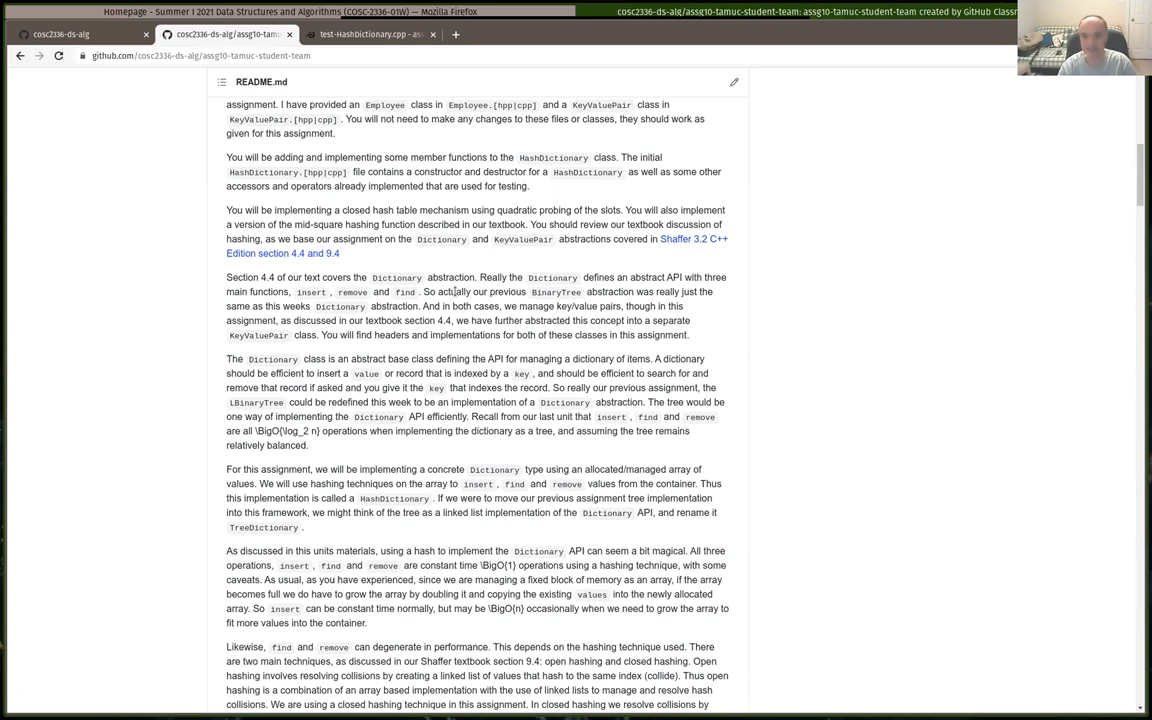 Homepage - Summer I 2021 Data Structures and Algorithms (COSC-2336-01W) — Mozilla Firefox
cosc2336-ds-alg/assg10-tamuc-student-team: assg10-tamuc-student-team created by GitHub Classr
cosc2336-ds-alg
cosc2336-ds-alg/assg10-tamu
test-HashDictionary.cpp - ass
github.com/cosc2336-ds-alg/assg10-tamuc-student-team
README.md
assignment. I have provided an Employee class in Employee.[hpp|cpp] and a KeyValuePair class in
KeyValuePair.[hpp|cpp] . You will not need to make any changes to these files or classes, they should work as
given for this assignment.
You will be adding and implementing some member functions to the HashDictionary class. The initial
HashDictionary.[hpp|cpp] file contains a constructor and destructor for a HashDictionary as well as some other
accessors and operators already implemented that are used for testing.
You will be implementing a closed hash table mechanism using quadratic probing of the slots. You will also implement
a version of the mid-square hashing function described in our textbook. You should review our textbook discussion of
hashing, as we base our assignment on the Dictionary and KeyValuePair abstractions covered in Shaffer 3.2 C++
Edition section 4.4 and 9.4
Section 4.4 of our text covers the Dictionary abstraction. Really the Dictionary defines an abstract API with three
main functions, insert , remove and find . So actually our previous BinaryTree abstraction was really just the
same as this weeks Dictionary abstraction. And in both cases, we manage key/value pairs, though in this
assignment, as discussed in our textbook section 4.4, we have further abstracted this concept into a separate
KeyValuePair class. You will find headers and implementations for both of these classes in this assignment.
The Dictionary class is an abstract base class defining the API for managing a dictionary of items. A dictionary
should be efficient to insert a value or record that is indexed by a key , and should be efficient to search for and
remove that record if asked and you give it the key that indexes the record. So really our previous assignment, the
LBinaryTree could be redefined this week to be an implementation of a Dictionary abstraction. The tree would be
one way of implementing the Dictionary API efficiently. Recall from our last unit that insert , find and remove
are all \BigO{\log_2 n} operations when implementing the dictionary as a tree, and assuming the tree remains
relatively balanced.
For this assignment, we will be implementing a concrete Dictionary type using an allocated/managed array of
values. We will use hashing techniques on the array to insert , find and remove values from the container. Thus
this implementation is called a HashDictionary . If we were to move our previous assignment tree implementation
into this framework, we might think of the tree as a linked list implementation of the Dictionary API, and rename it
TreeDictionary .
As discussed in this units materials, using a hash to implement the Dictionary API can seem a bit magical. All three
operations, insert , find and remove are constant time \BigO{1} operations using a hashing technique, with some
caveats. As usual, as you have experienced, since we are managing a fixed block of memory as an array, if the array
becomes full we do have to grow the array by doubling it and copying the existing values into the newly allocated
array. So insert can be constant time normally, but may be \BigO{n} occasionally when we need to grow the array to
fit more values into the container.
Likewise, find and remove can degenerate in performance. This depends on the hashing technique used. There
are two main techniques, as discussed in our Shaffer textbook section 9.4: open hashing and closed hashing. Open
hashing involves resolving collisions by creating a linked list of values that hash to the same index (collide). Thus open
hashing is a combination of an array based implementation with the use of linked lists to manage and resolve hash
collisions. We are using a closed hashing technique in this assignment. In closed hashing we resolve collisions by